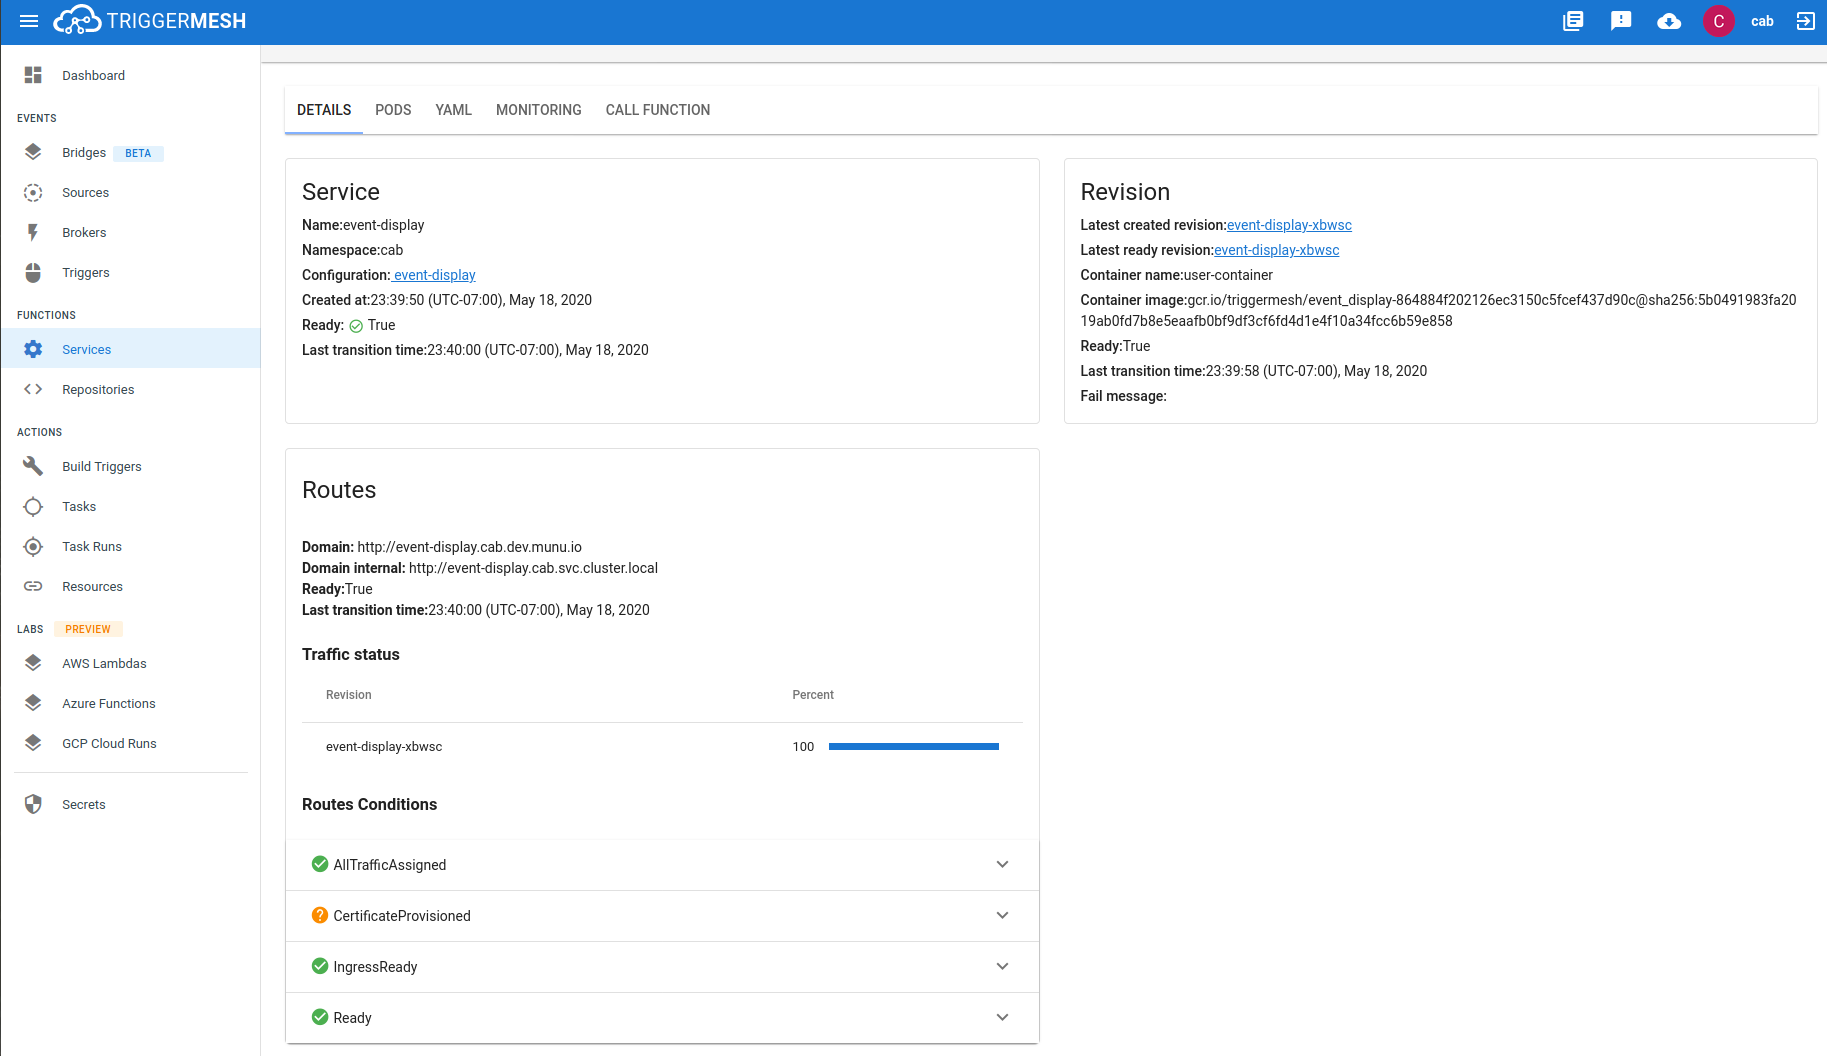 TRIGGERMESH
C
cab
Dashboard
EVENTS
Bridges BETA
Sources
Brokers
Triggers
FUNCTIONS
Services
Repositories
ACTIONS
Build Triggers
Tasks
Task Runs
Resources
LABS PREVIEW
AWS Lambdas
Azure Functions
GCP Cloud Runs
Secrets
DETAILS PODS YAML MONITORING CALL FUNCTION
Service
Name:event-display
Namespace:cab
Configuration: event-display
Created at:23:39:50 (UTC-07:00), May 18, 2020
Ready: True
Last transition time:23:40:00 (UTC-07:00), May 18, 2020
Revision
Latest created revision:event-display-xbwsc
Latest ready revision:event-display-xbwsc
Container name:user-container
Container image:gcr.io/triggermesh/event_display-864884f202126ec3150c5fcef437d90c@sha256:5b0491983fa20
19ab0fd7b8e5eaafb0bf9df3cf6fd4d1e4f10a34fcc6b59e858
Ready:True
Last transition time:23:39:58 (UTC-07:00), May 18, 2020
Fail message:
Routes
Domain: http://event-display.cab.dev.munu.io
Domain internal: http://event-display.cab.svc.cluster.local
Ready:True
Last transition time:23:40:00 (UTC-07:00), May 18, 2020
Traffic status
Revision Percent
event-display-xbwsc 100
Routes Conditions
AllTrafficAssigned
CertificateProvisioned
IngressReady
Ready